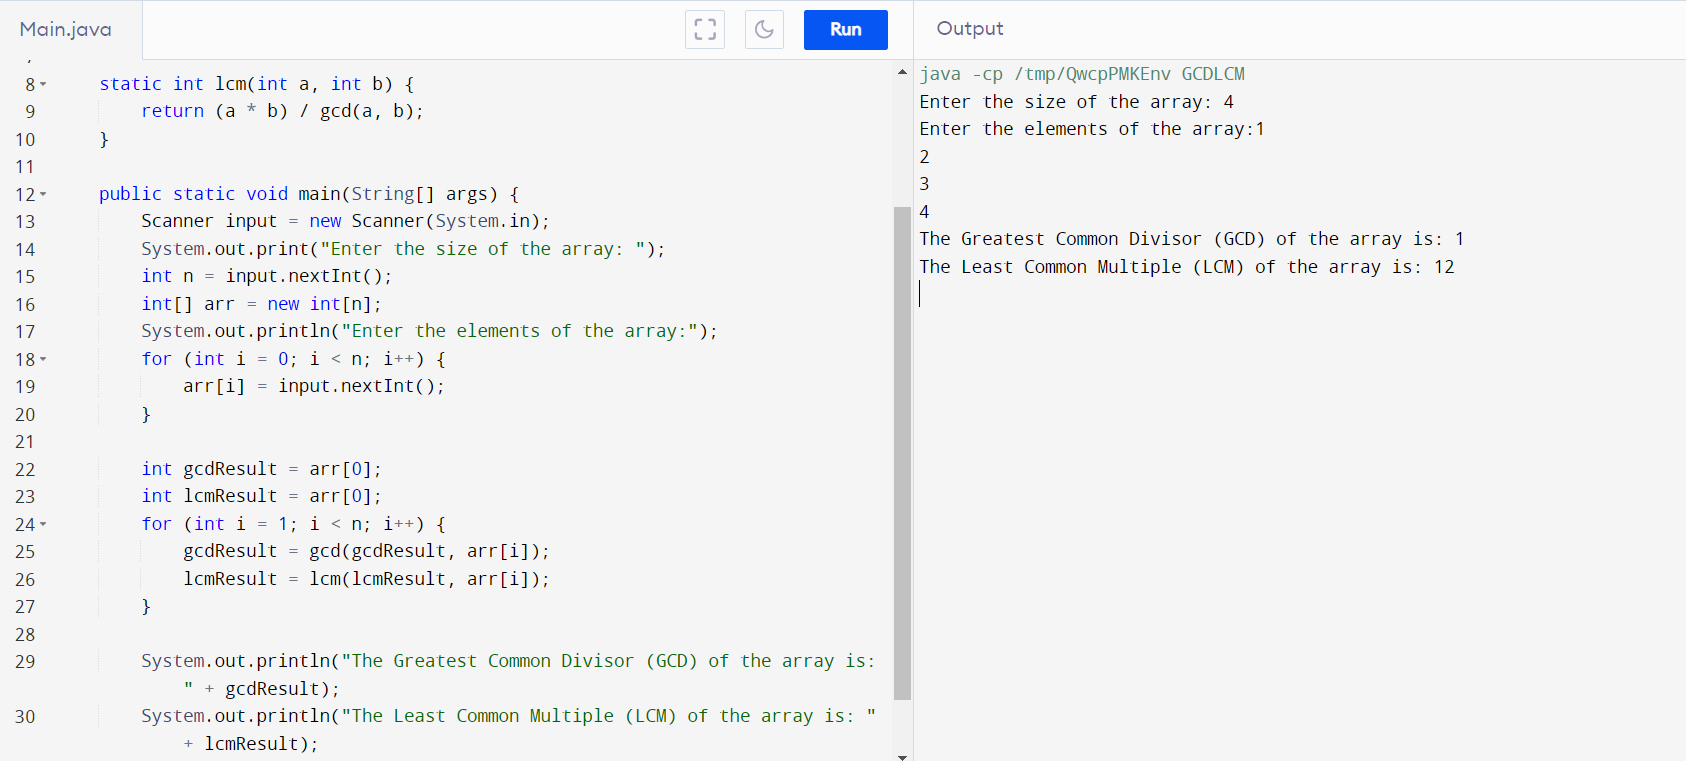 Main.java
Run
Output
8 static int lcm(int a, int b) {
9 return (a * b) / gcd(a, b);
10 }
11
12 public static void main(String[] args) {
13 Scanner input = new Scanner(System.in);
14 System.out.print("Enter the size of the array: ");
15 int n = input.nextInt();
16 int[] arr = new int[n];
17 System.out.println("Enter the elements of the array:");
18 for (int i = 0; i < n; i++) {
19 arr[i] = input.nextInt();
20 }
21
22 int gcdResult = arr[0];
23 int lcmResult = arr[0];
24 for (int i = 1; i < n; i++) {
25 gcdResult = gcd(gcdResult, arr[i]);
26 lcmResult = lcm(lcmResult, arr[i]);
27 }
28
29 System.out.println("The Greatest Common Divisor (GCD) of the array is:
" + gcdResult);
30 System.out.println("The Least Common Multiple (LCM) of the array is: "
+ lcmResult);
java -cp /tmp/QwcpPMKEnv GCDLCM
Enter the size of the array: 4
Enter the elements of the array:1
2
3
4
The Greatest Common Divisor (GCD) of the array is: 1
The Least Common Multiple (LCM) of the array is: 12